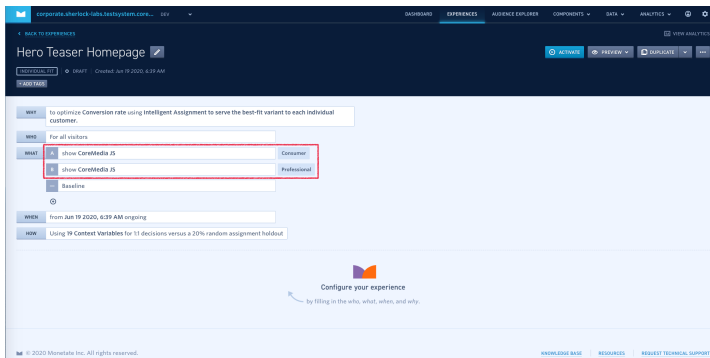 corporate.sherlock-labs.testsystem.core... DEV
DASHBOARD EXPERIENCES AUDIENCE EXPLORER COMPONENTS DATA ANALYTICS
BACK TO EXPERIENCES
VIEW ANALYTICS
Hero Teaser Homepage
ACTIVATE PREVIEW DUPLICATE ...
INDIVIDUAL FIT DRAFT Created: Jun 19 2020, 6:39 AM
+ ADD TAGS
WHY to optimize Conversion rate using Intelligent Assignment to serve the best-fit variant to each individual
customer.
WHO For all visitors
WHAT A show CoreMedia JS Consumer
B show CoreMedia JS Professional
— Baseline
WHEN from Jun 19 2020, 6:39 AM ongoing
HOW Using 19 Context Variables for 1:1 decisions versus a 20% random assignment holdout
Configure your experience
by filling in the who, what, when, and why.
© 2020 Monetate Inc. All rights reserved.
KNOWLEDGE BASE RESOURCES REQUEST TECHNICAL SUPPORT